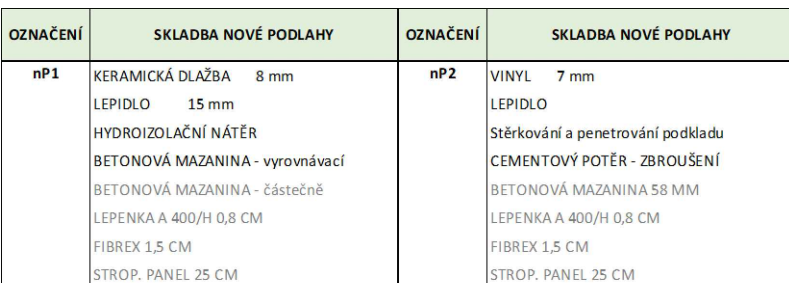 OZNAČENÍ SKLADBA NOVÉ PODLAHY OZNAČENÍ SKLADBA NOVÉ PODLAHY
nP1 KERAMICKÁ DLAŽBA 8 mm nP2 VINYL 7 mm
LEPIDLO 15 mm LEPIDLO
HYDROIZOLAČNÍ NÁTĚR Stěrkování a penetrování podkladu
BETONOVÁ MAZANINA - vyrovnávací CEMENTOVÝ POTĚR - ZBROUŠENÍ
BETONOVÁ MAZANINA - částečně BETONOVÁ MAZANINA 58 MM
LEPENKA A 400/H 0,8 CM LEPENKA A 400/H 0,8 CM
FIBREX 1,5 CM FIBREX 1,5 CM
STROP. PANEL 25 CM STROP. PANEL 25 CM